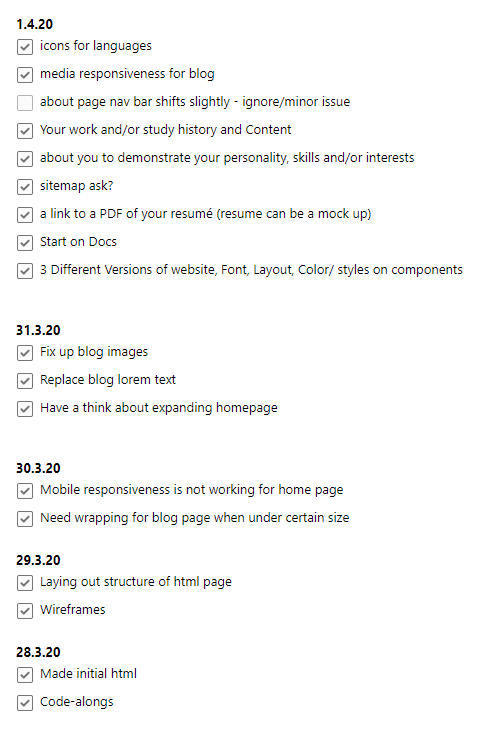 1.4.20
icons for languages
media responsiveness for blog
about page nav bar shifts slightly - ignore/minor issue
Your work and/or study history and Content
about you to demonstrate your personality, skills and/or interests
sitemap ask?
a link to a PDF of your resumé (resume can be a mock up)
Start on Docs
3 Different Versions of website, Font, Layout, Color/ styles on components
31.3.20
Fix up blog images
Replace blog lorem text
Have a think about expanding homepage
30.3.20
Mobile responsiveness is not working for home page
Need wrapping for blog page when under certain size
29.3.20
Laying out structure of html page
Wireframes
28.3.20
Made initial html
Code-alongs